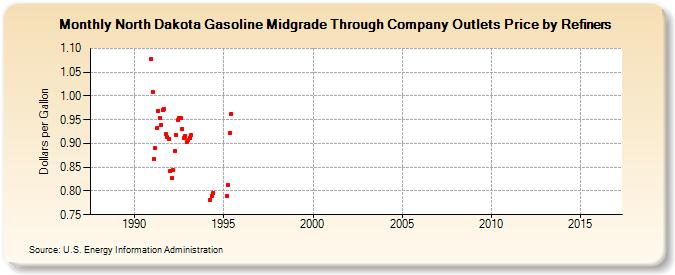 Monthly North Dakota Gasoline Midgrade Through Company Outlets Price by Refiners
Dollars per Gallon
1.10
1.05
1.00
0.95
0.90
0.85
0.80
0.75
1990 1995 2000 2005 2010 2015
Source: U.S. Energy Information Administration